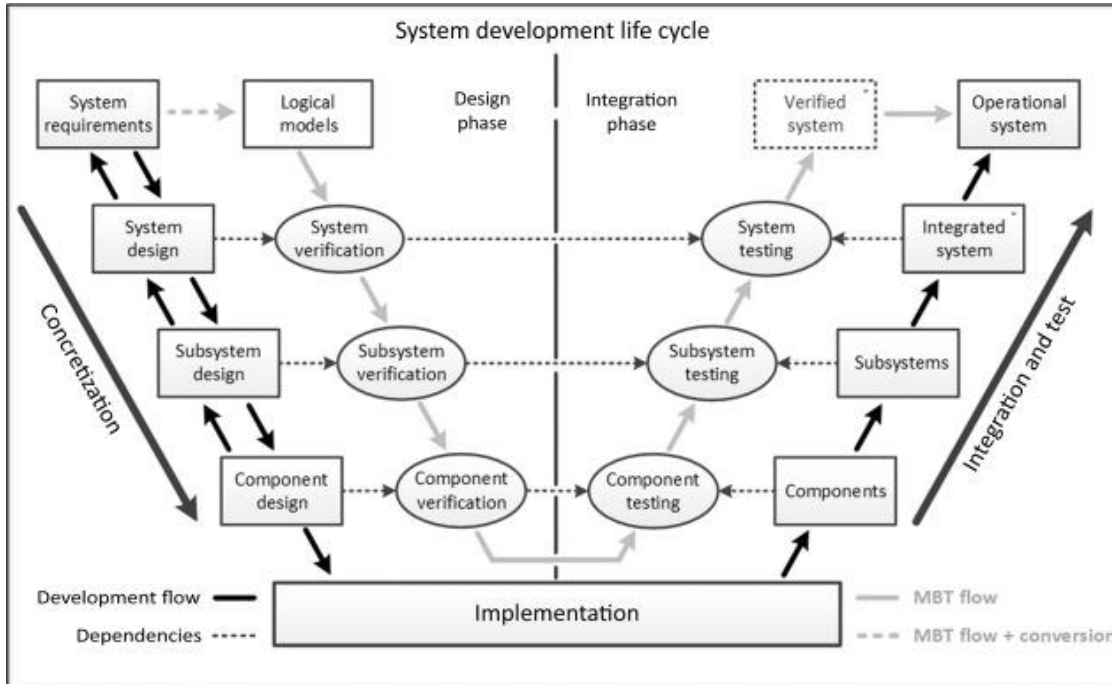 System development life cycle
System
requirements
Logical
models
Design
phase
Integration
phase
Verified
system
Operational
system
System
design
System
verification
System
testing
Integrated
system
Concretization
Subsystem
design
Subsystem
verification
Subsystem
testing
Subsystems
Integration and test
Component
design
Component
verification
Component
testing
Components
Implementation
Development flow
Dependencies
MBT flow
MBT flow + conversion